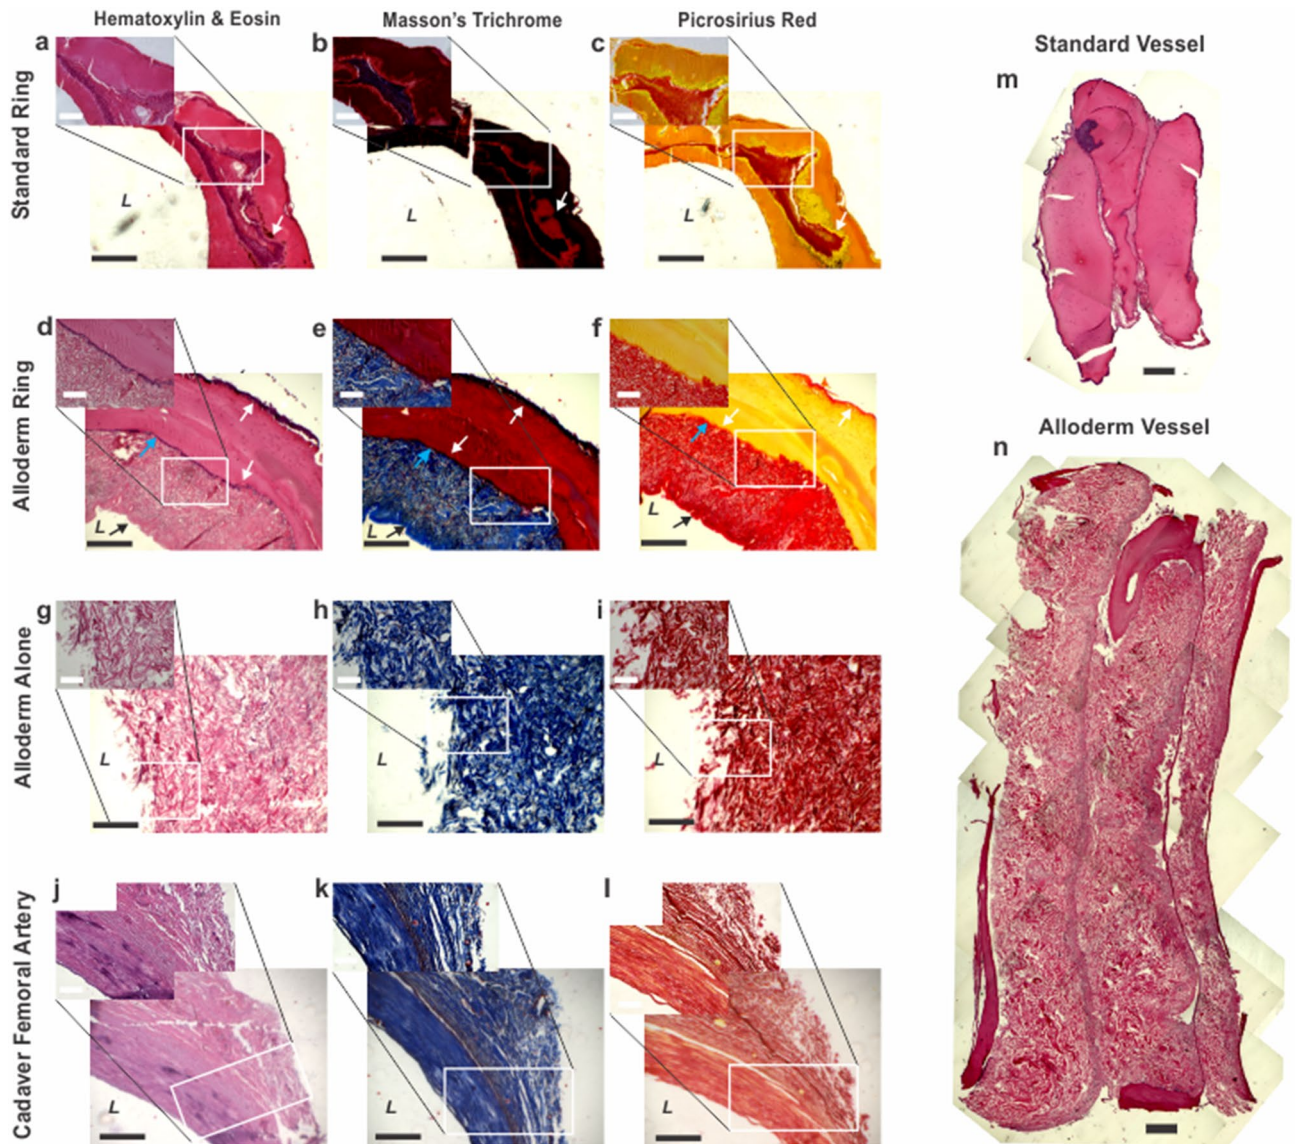 Hematoxylin & Eosin
Masson's Trichrome
Picrosirius Red
Standard Ring
a
L
b
L
c
L
Alloderm Ring
d
L
e
L
f
L
Alloderm Alone
g
L
h
L
i
L
Cadaver Femoral Artery
j
L
k
L
l
L
Standard Vessel
m
Alloderm Vessel
n